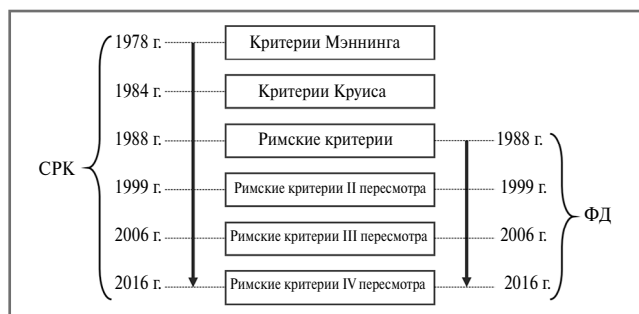 1978 г. Критерии Мэннинга
1984 г. Критерии Круиса
1988 г. Римские критерии 1988 г.
СРК
1999 г. Римские критерии II пересмотра 1999 г.
ФД
2006 г. Римские критерии III пересмотра 2006 г.
2016 г. Римские критерии IV пересмотра 2016 г.